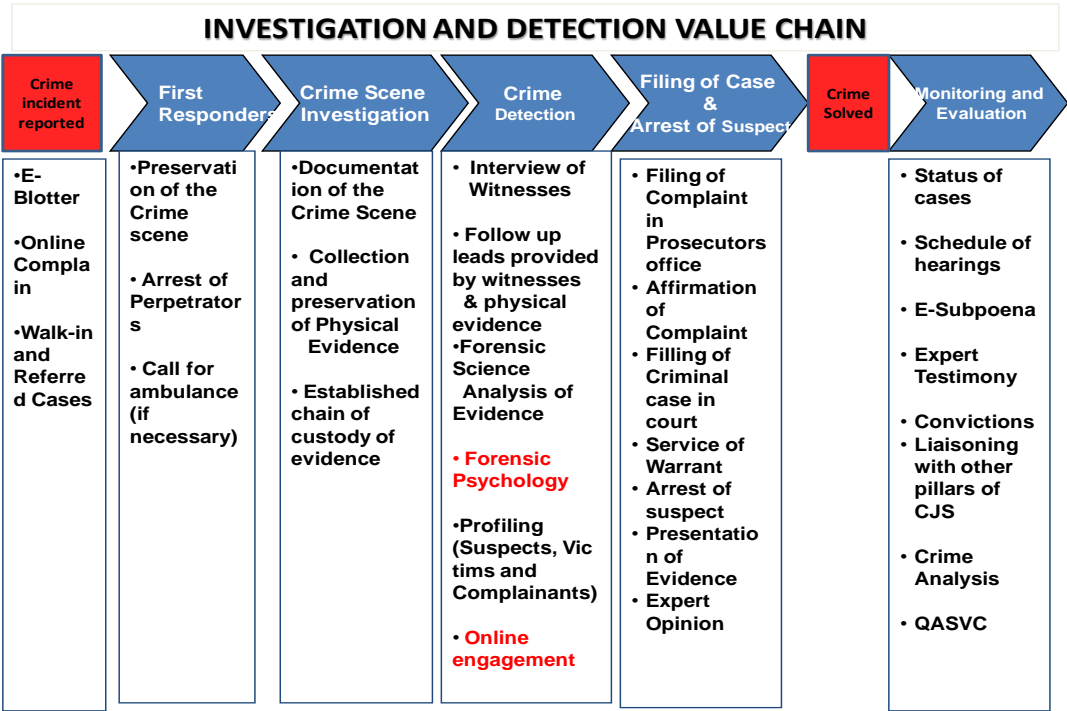 INVESTIGATION AND DETECTION VALUE CHAIN
Crime
incident
reported
First
Responders
Crime Scene
Investigation
Crime
Detection
Filing of Case
&
Arrest of Suspect
Crime
Solved
Monitoring and
Evaluation
•E-
Blotter
•Online
Compla
in
•Walk-in
and
Referre
d Cases
•Preservati
on of the
Crime
scene
• Arrest of
Perpetrator
s
• Call for
ambulance
(if
necessary)
•Documentat
ion of the
Crime Scene
• Collection
and
preservation
of Physical
Evidence
• Established
chain of
custody of
evidence
• Interview of
Witnesses
• Follow up
leads provided
by witnesses
& physical
evidence
•Forensic
Science
Analysis of
Evidence
• Forensic
Psychology
•Profiling
(Suspects, Vic
tims and
Complainants)
• Online
engagement
• Filing of
Complaint
in
Prosecutors
office
• Affirmation
of
Complaint
• Filling of
Criminal
case in
court
• Service of
Warrant
• Arrest of
suspect
• Presentatio
n of
Evidence
• Expert
Opinion
• Status of
cases
• Schedule of
hearings
• E-Subpoena
• Expert
Testimony
• Convictions
• Liaisoning
with other
pillars of
CJS
• Crime
Analysis
• QASVC